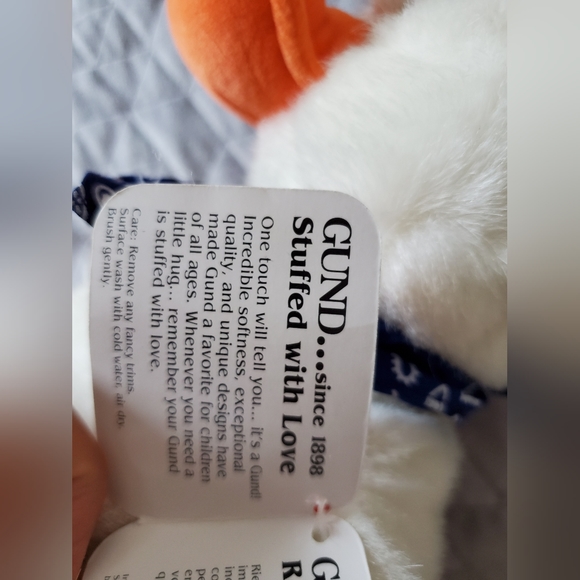 GUND...since 1898
Stuffed with Love
One touch will tell you... it's a Gund!
Incredible softness, exceptional
quality, and unique designs have
made Gund a favorite for children
of all ages. Whenever you need a
little hug... remember your Gund
is stuffed with love.
Care: Remove any fancy trims.
Surface wash with cold water, air dry.
Brush gently.